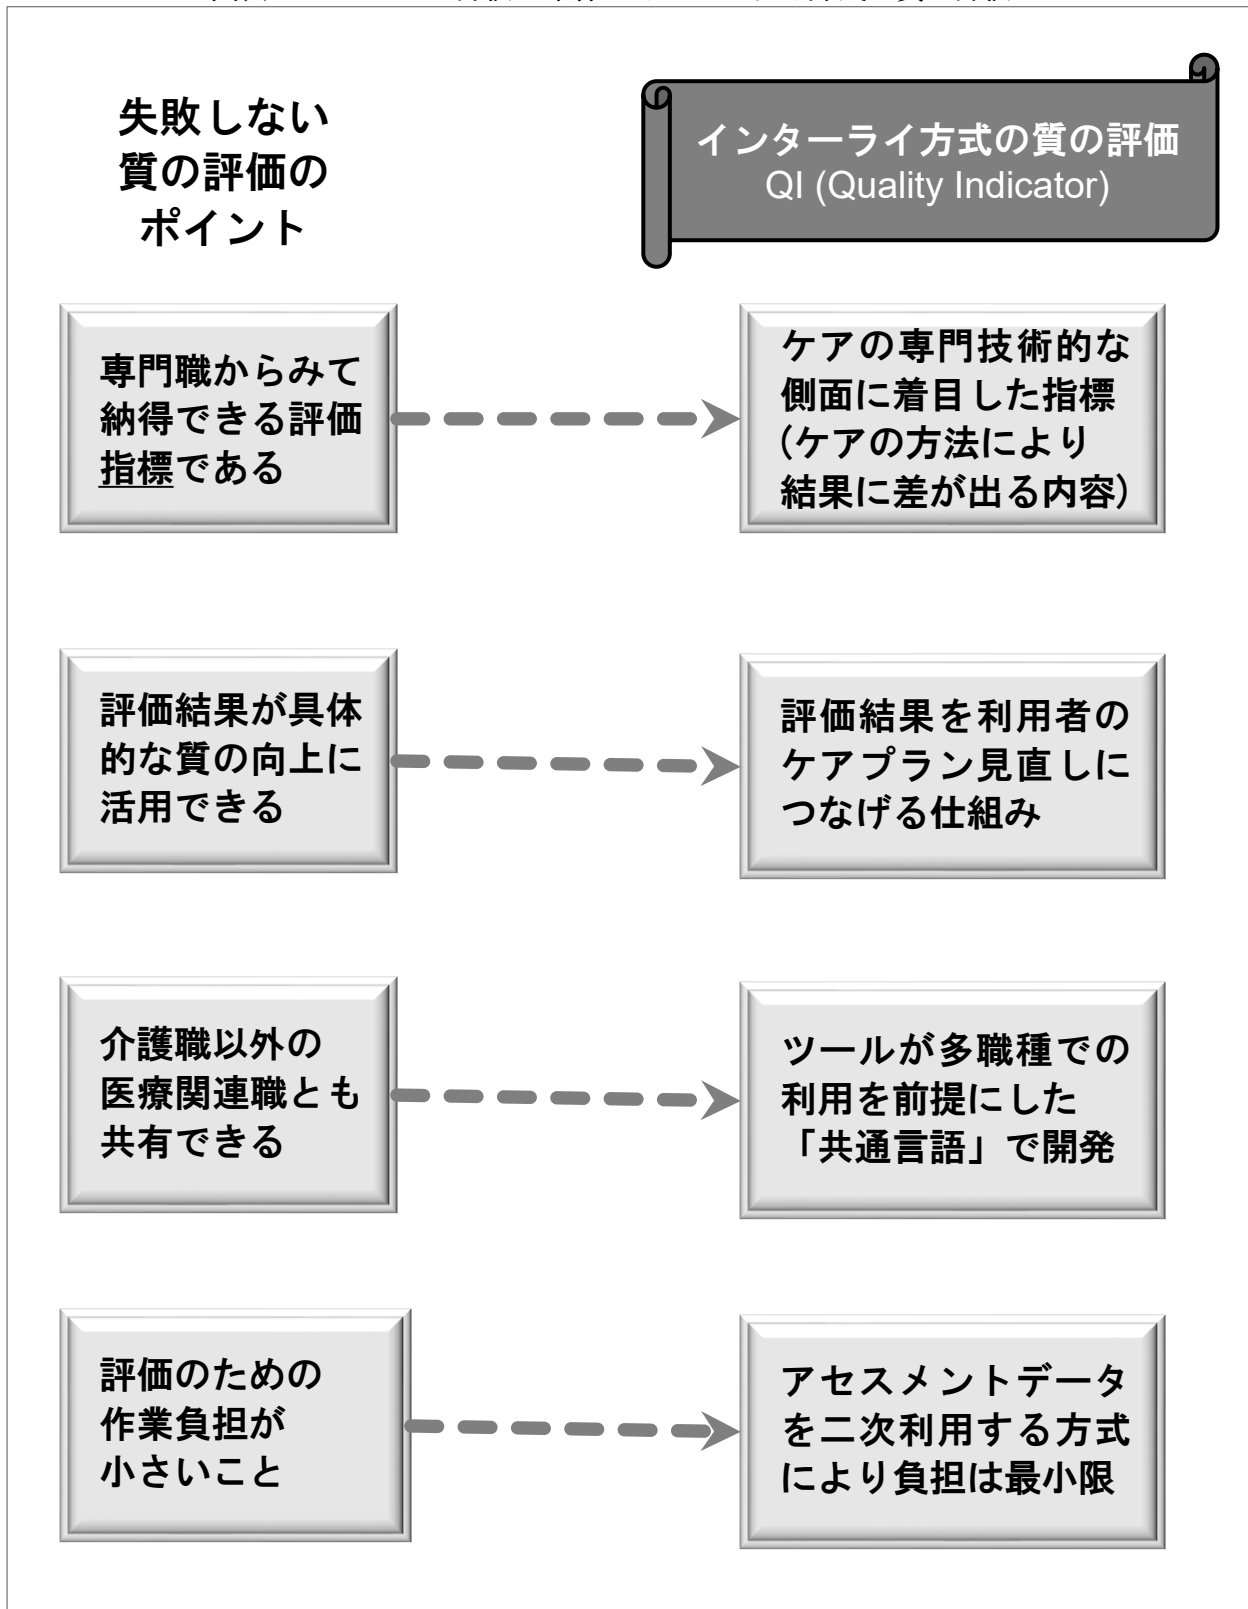 失敗しない
質の評価の
ポイント
インターライ方式の質の評価
QI (Quality Indicator)
専門職からみて
納得できる評価
指標である
ケアの専門技術的な
側面に着目した指標
(ケアの方法により
結果に差が出る内容)
評価結果が具体
的な質の向上に
活用できる
評価結果を利用者の
ケアプラン見直しに
つなげる仕組み
介護職以外の
医療関連職とも
共有できる
ツールが多職種での
利用を前提にした
「共通言語」で開発
評価のための
作業負担が
小さいこと
アセスメントデータ
を二次利用する方式
により負担は最小限